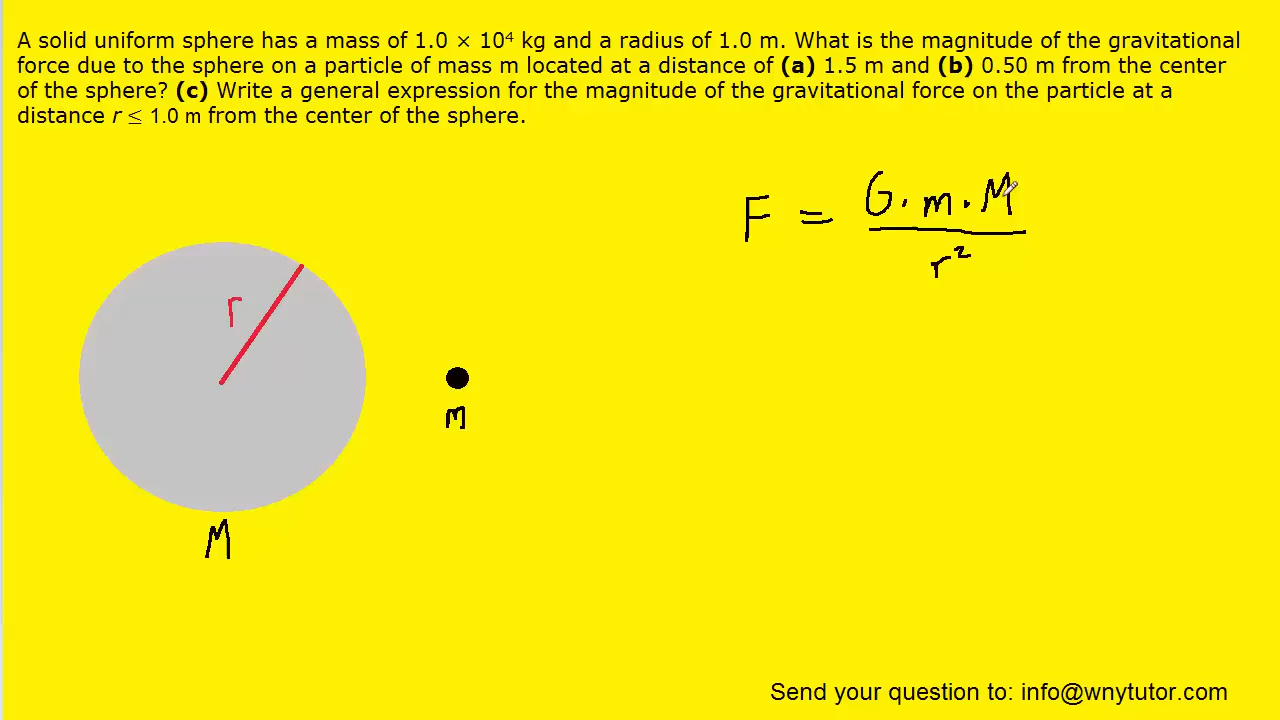 A solid uniform sphere has a mass of 1.0 × 10⁴ kg and a radius of 1.0 m. What is the magnitude of the gravitational
force due to the sphere on a particle of mass m located at a distance of (a) 1.5 m and (b) 0.50 m from the center
of the sphere? (c) Write a general expression for the magnitude of the gravitational force on the particle at a
distance r ≤ 1.0 m from the center of the sphere.
F = G · m · M / r²
r
m
M
Send your question to: info@wnytutor.com